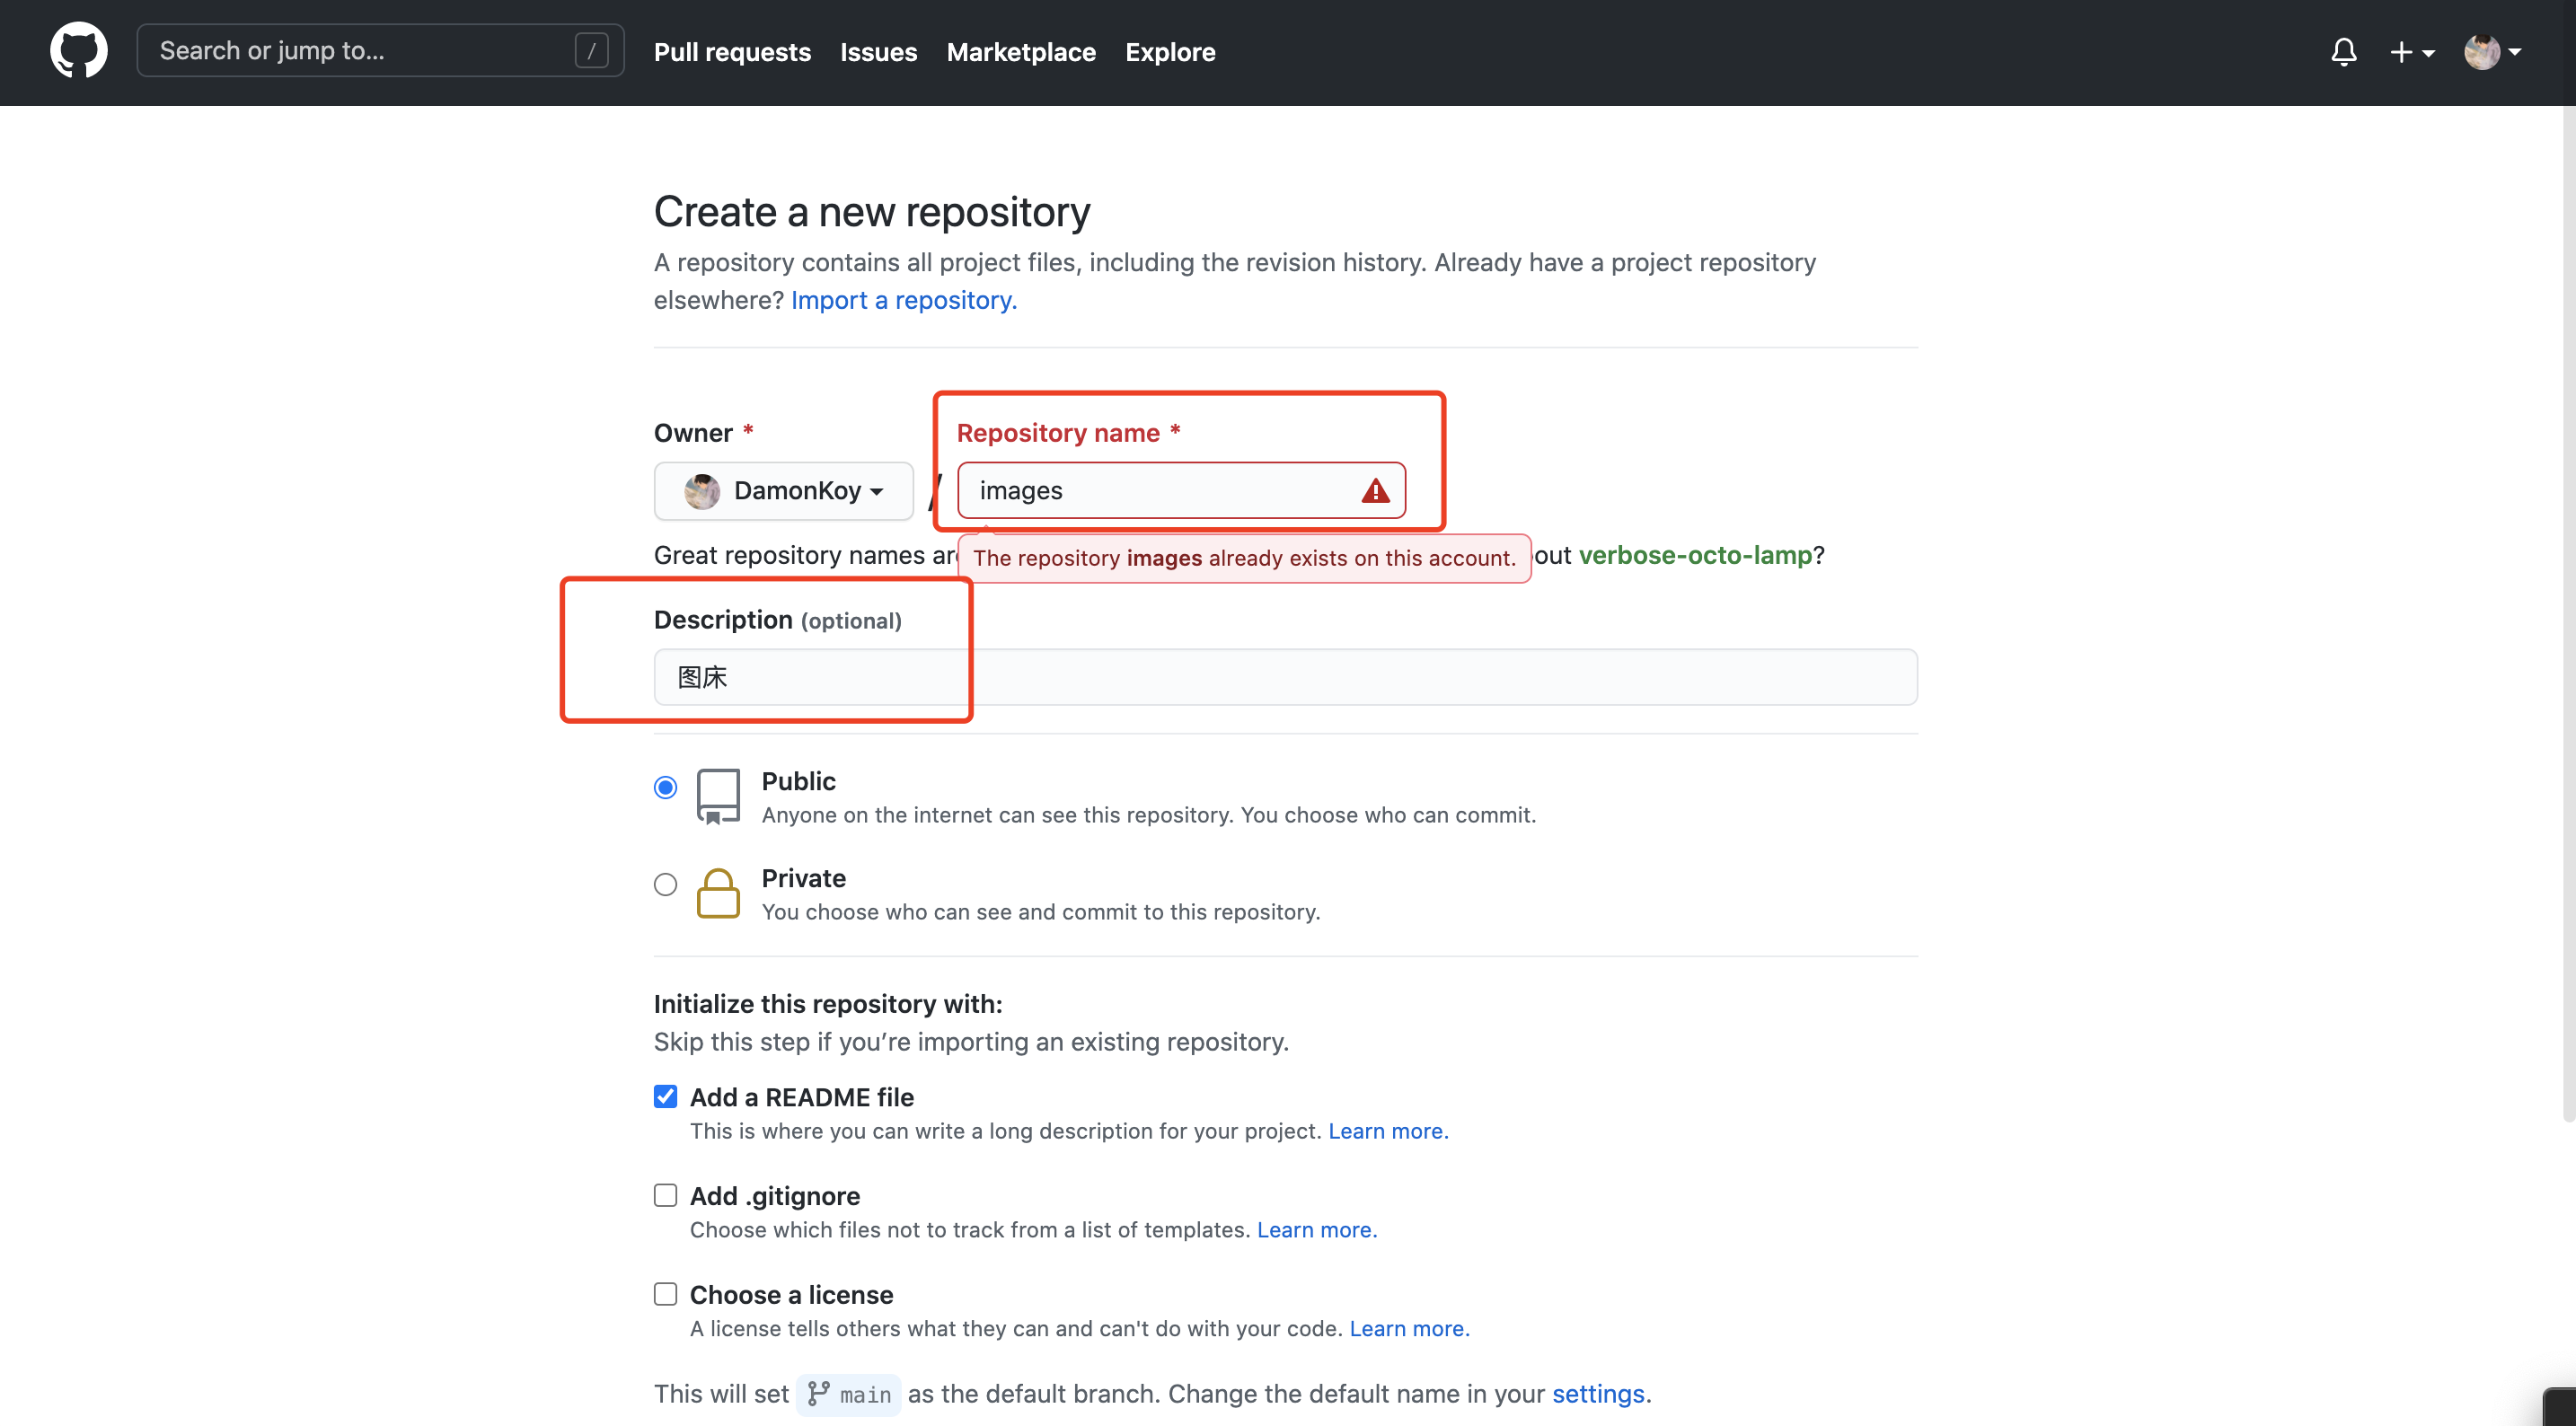 Search or jump to... /
Pull requests Issues Marketplace Explore
Create a new repository
A repository contains all project files, including the revision history. Already have a project repository
elsewhere? Import a repository.
Owner * Repository name *
DamonKoy / images
Great repository names The repository images already exists on this account. verbose-octo-lamp?
Description (optional)
图床
Public
Anyone on the internet can see this repository. You choose who can commit.
Private
You choose who can see and commit to this repository.
Initialize this repository with:
Skip this step if you’re importing an existing repository.
Add a README file
This is where you can write a long description for your project. Learn more.
Add .gitignore
Choose which files not to track from a list of templates. Learn more.
Choose a license
A license tells others what they can and can't do with your code. Learn more.
This will set main as the default branch. Change the default name in your settings.